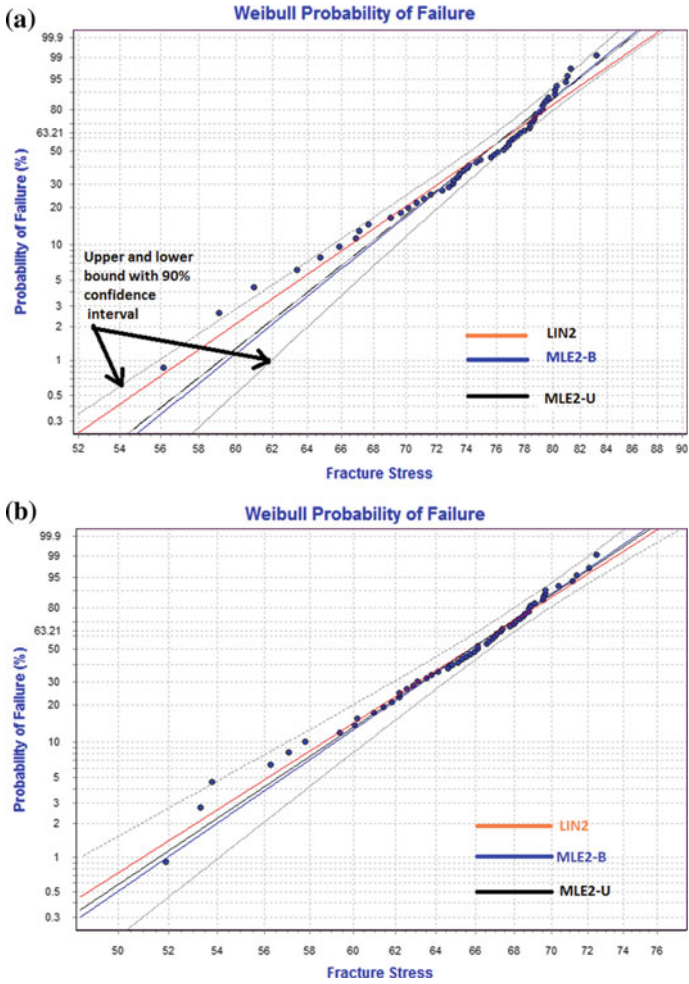 (a)
Weibull Probability of Failure
Probability of Failure (%)
99.9
99
95
80
63.21
50
30
20
10
5
3
2
1
0.5
0.3
Upper and lower
bound with 90%
confidence
interval
LIN2
MLE2-B
MLE2-U
52 54 56 58 60 62 64 66 68 70 72 74 76 78 80 82 84 86 88 90
Fracture Stress
(b)
Weibull Probability of Failure
Probability of Failure (%)
99.9
99
95
80
63.21
50
30
20
10
5
3
2
1
0.5
0.3
LIN2
MLE2-B
MLE2-U
50 52 54 56 58 60 62 64 66 68 70 72 74 76
Fracture Stress